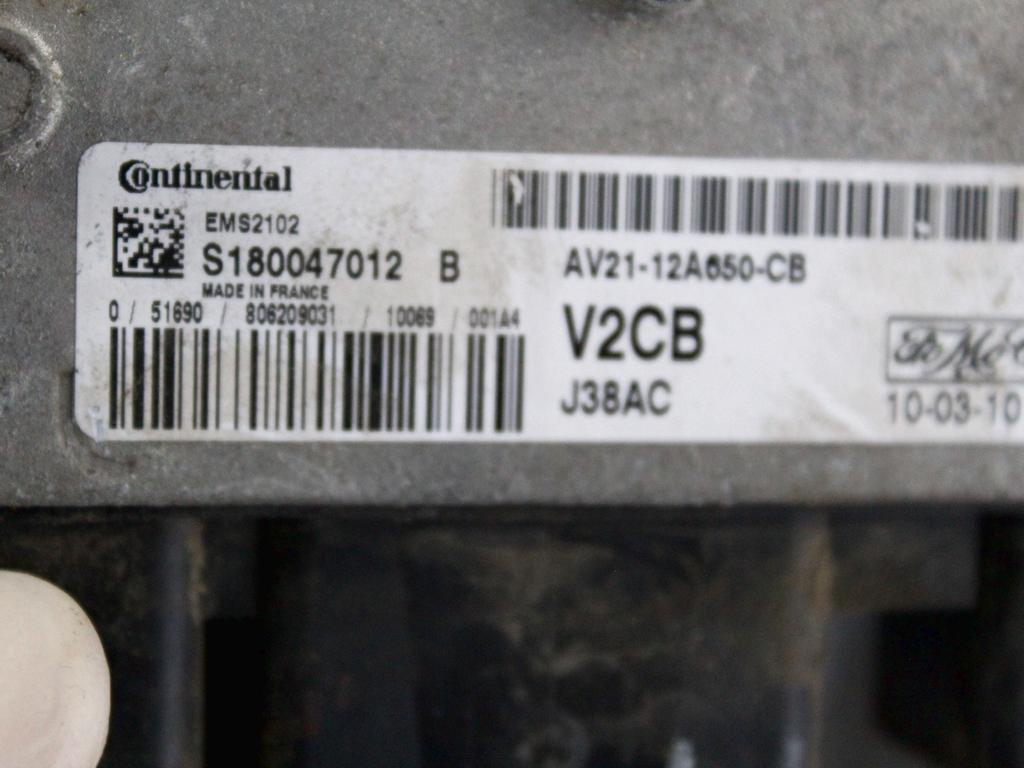 Continental
EMS2102
S180047012 B
MADE IN FRANCE
0 / 51690 / 806209031 / 10069 / 001A4
AV21-12A650-CB
V2CB
J38AC
FoMoC
10-03-10